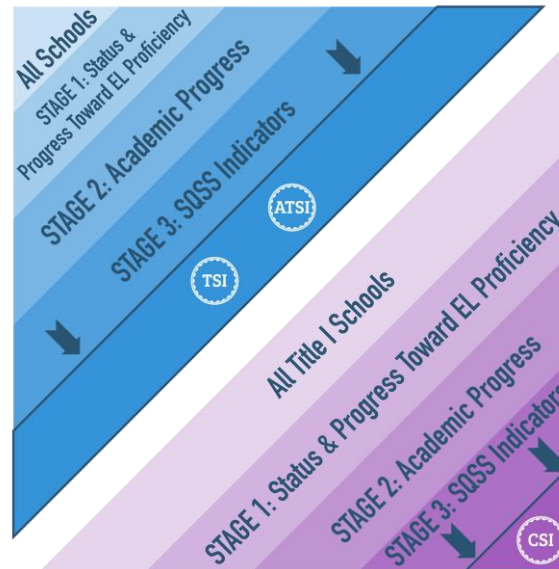 All Schools
STAGE 1: Status &
Progress Toward EL Proficiency
STAGE 2: Academic Progress
STAGE 3: SQSS Indicators
ATSI
TSI
All Title I Schools
STAGE 1: Status & Progress Toward EL Proficiency
STAGE 2: Academic Progress
STAGE 3: SQSS Indicators
CSI